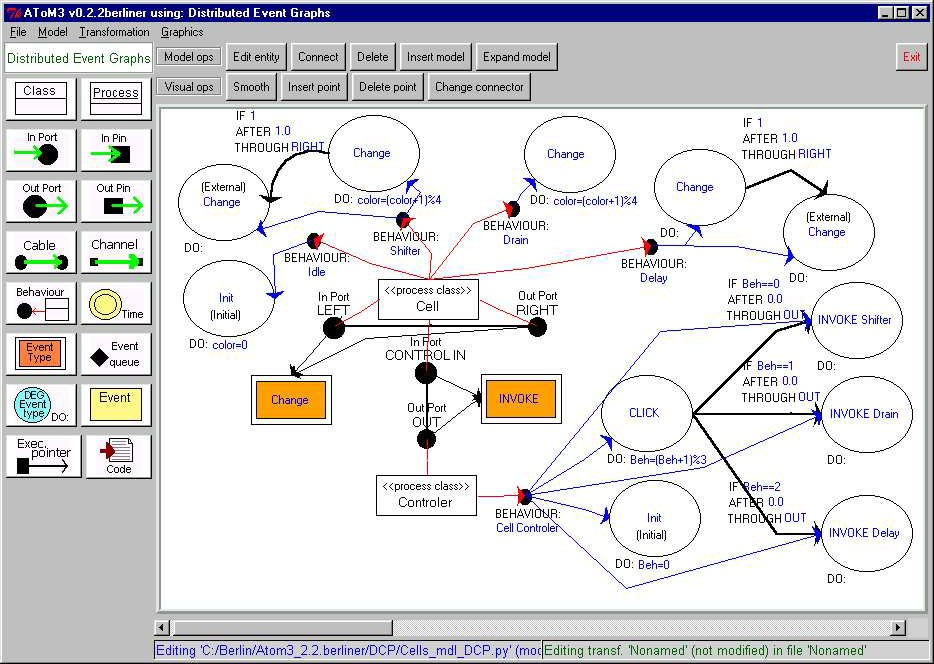 AToM3 v0.2.2berliner using: Distributed Event Graphs
File Model Transformation Graphics
Distributed Event Graphs
Model ops
Edit entity
Connect
Delete
Insert model
Expand model
Exit
Visual ops
Smooth
Insert point
Delete point
Change connector
Class
Process
In Port
In Pin
Out Port
Out Pin
Cable
Channel
Behaviour
Time
Event
Type
Event
queue
DEG
Event
type
DO:
Event
Exec.
pointer
Code
IF 1
AFTER 1.0
THROUGH RIGHT
Change
DO: color=(color+1)%4
(External)
Change
DO:
Change
DO: color=(color+1)%4
IF 1
AFTER 1.0
THROUGH RIGHT
Change
DO:
(External)
Change
DO:
BEHAVIOUR:
Shifter
BEHAVIOUR:
Drain
BEHAVIOUR:
Idle
BEHAVIOUR:
Delay
Init
(Initial)
DO: color=0
<<process class>>
Cell
In Port
LEFT
Out Port
RIGHT
In Port
CONTROL IN
Out Port
OUT
Change
INVOKE
<<process class>>
Controler
BEHAVIOUR:
Cell Controler
CLICK
DO: Beh=(Beh+1)%3
Init
(Initial)
DO: Beh=0
IF Beh==0
AFTER 0.0
THROUGH OUT
INVOKE Shifter
DO:
IF Beh==1
AFTER 0.0
THROUGH OUT
INVOKE Drain
DO:
IF Beh==2
AFTER 0.0
THROUGH OUT
INVOKE Delay
DO:
Editing 'C:/Berlin/Atom3_2.2.berliner/DCP/Cells_mdl_DCP.py' (mod
Editing transf. 'Nonamed' (not modified) in file 'Nonamed'